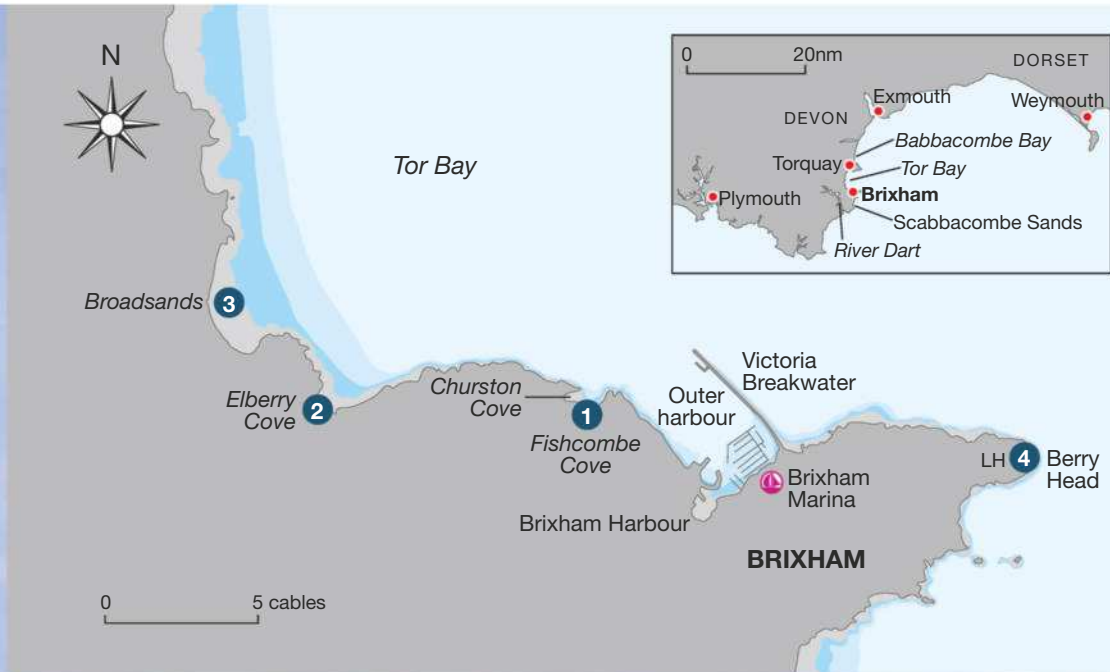 N
Tor Bay
Broadsands
3
Elberry
Cove
2
Churston
Cove
1
Fishcombe
Cove
Outer
harbour
Victoria
Breakwater
Brixham
Marina
Brixham Harbour
BRIXHAM
LH
4
Berry
Head
0
5 cables
0
20nm
DORSET
Exmouth
Weymouth
DEVON
Babbacombe Bay
Torquay
Tor Bay
Plymouth
Brixham
Scabbacombe Sands
River Dart